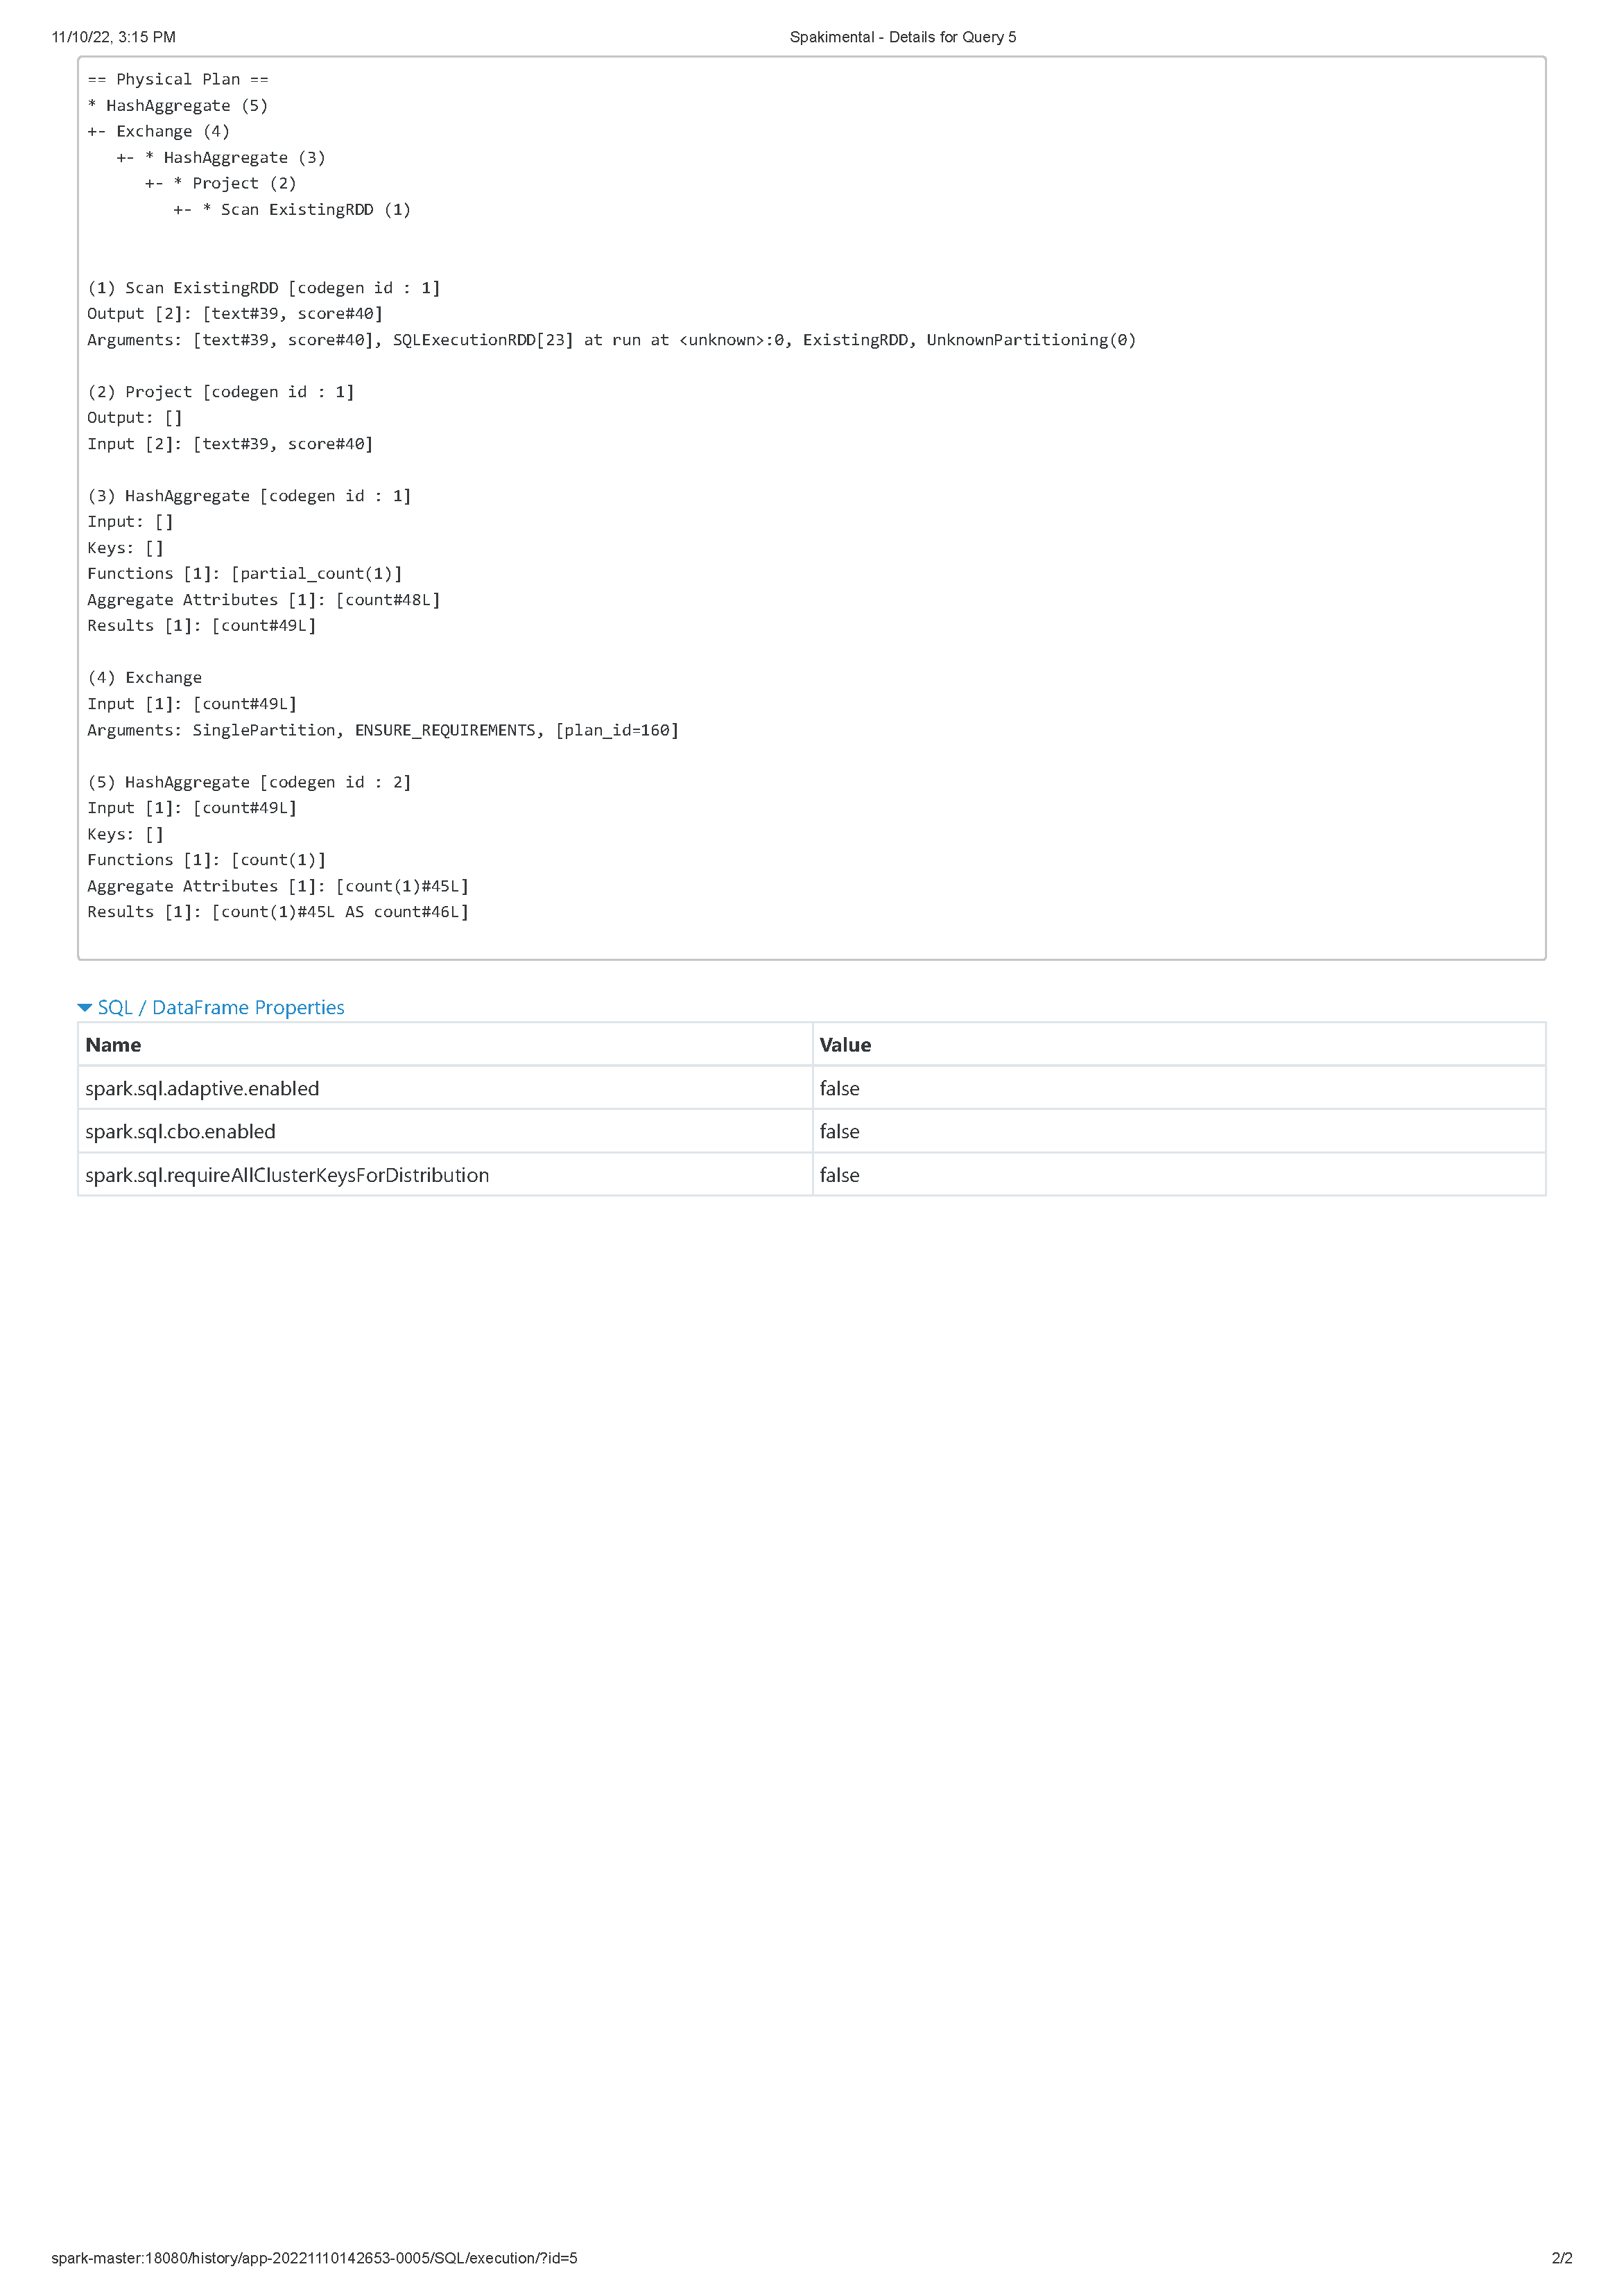 11/10/22, 3:15 PM
Spakimental - Details for Query 5
== Physical Plan ==
* HashAggregate (5)
+- Exchange (4)
   +- * HashAggregate (3)
      +- * Project (2)
         +- * Scan ExistingRDD (1)
(1) Scan ExistingRDD [codegen id : 1]
Output [2]: [text#39, score#40]
Arguments: [text#39, score#40], SQLExecutionRDD[23] at run at <unknown>:0, ExistingRDD, UnknownPartitioning(0)
(2) Project [codegen id : 1]
Output: []
Input [2]: [text#39, score#40]
(3) HashAggregate [codegen id : 1]
Input: []
Keys: []
Functions [1]: [partial_count(1)]
Aggregate Attributes [1]: [count#48L]
Results [1]: [count#49L]
(4) Exchange
Input [1]: [count#49L]
Arguments: SinglePartition, ENSURE_REQUIREMENTS, [plan_id=160]
(5) HashAggregate [codegen id : 2]
Input [1]: [count#49L]
Keys: []
Functions [1]: [count(1)]
Aggregate Attributes [1]: [count(1)#45L]
Results [1]: [count(1)#45L AS count#46L]
SQL / DataFrame Properties
Name Value
spark.sql.adaptive.enabled false
spark.sql.cbo.enabled false
spark.sql.requireAllClusterKeysForDistribution false
spark-master:18080/history/app-20221110142653-0005/SQL/execution/?id=5
2/2